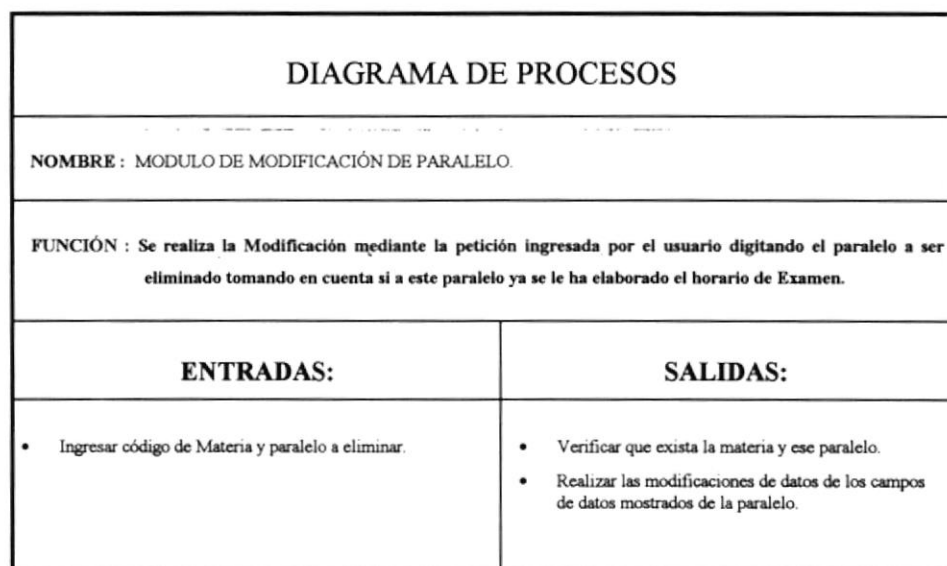 DIAGRAMA DE PROCESOS
NOMBRE : MODULO DE MODIFICACIÓN DE PARALELO.
FUNCIÓN : Se realiza la Modificación mediante la petición ingresada por el usuario digitando el paralelo a ser
eliminado tomando en cuenta si a este paralelo ya se le ha elaborado el horario de Examen.
ENTRADAS:
• Ingresar código de Materia y paralelo a eliminar.
SALIDAS:
• Verificar que exista la materia y ese paralelo.
• Realizar las modificaciones de datos de los campos
de datos mostrados de la paralelo.